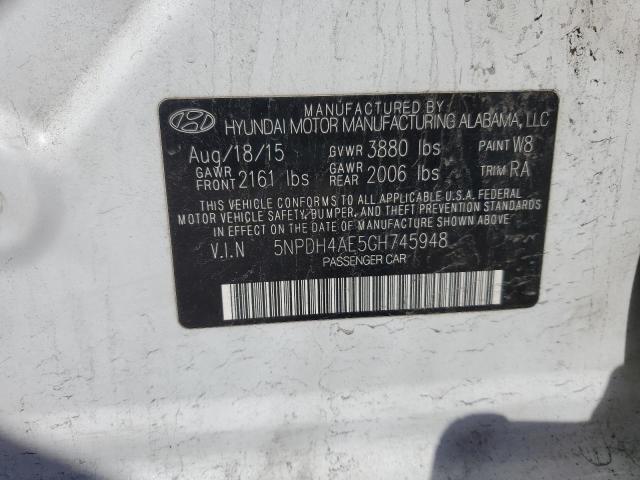 MANUFACTURED BY
HYUNDAI MOTOR MANUFACTURING ALABAMA, LLC
Aug/18/15 GVWR 3880 lbs PAINT W8
GAWR FRONT 2161 lbs GAWR REAR 2006 lbs TRIM RA
THIS VEHICLE CONFORMS TO ALL APPLICABLE U.S.A. FEDERAL
MOTOR VEHICLE SAFETY, BUMPER, AND THEFT PREVENTION
STANDARDS IN EFFECT ON THE DATE OF MANUFACTURE SHOWN ABOVE.
V.I.N 5NPDH4AE5GH745948
PASSENGER CAR